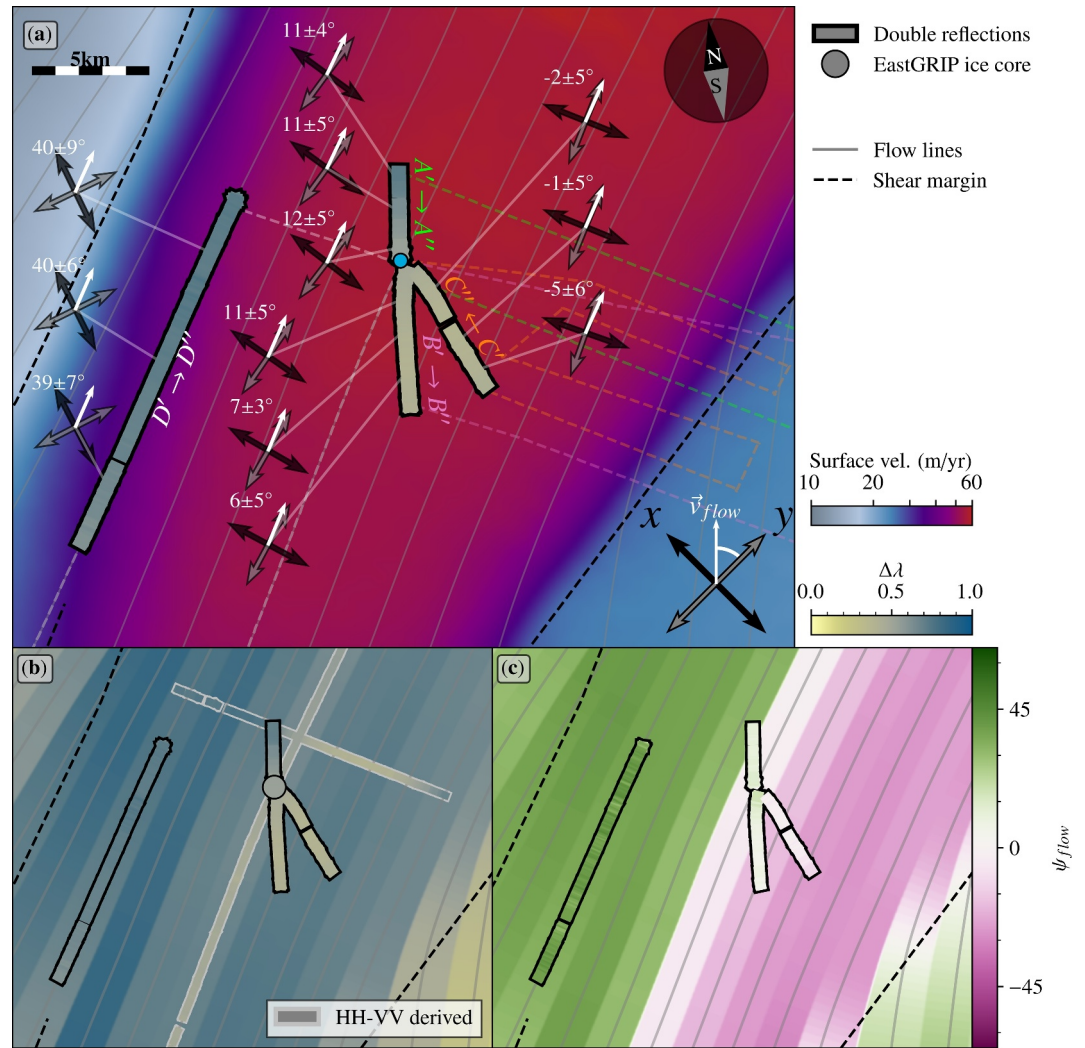 (a)
5km
11±4°
-2±5°
N
S
11±5°
40±9°
A' → A''
-1±5°
12±5°
40±6°
-5±6°
C' → C''
11±5°
D' → D''
B' → B''
39±7°
7±3°
6±5°
x
v⃗flow
y
Double reflections
EastGRIP ice core
Flow lines
Shear margin
Surface vel. (m/yr)
10 20 60
Δλ
0.0 0.5 1.0
(b)
HH-VV derived
(c)
45
0
−45
ψflow